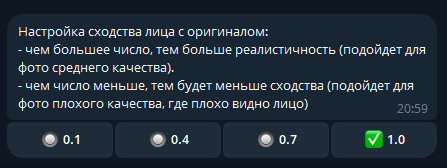 Настройка сходства лица с оригиналом:
- чем большее число, тем больше реалистичность (подойдет для
фото среднего качества).
- чем число меньше, тем будет меньше сходства (подойдет для
фото плохого качества, где плохо видно лицо)
20:59
0.1 0.4 0.7 1.0